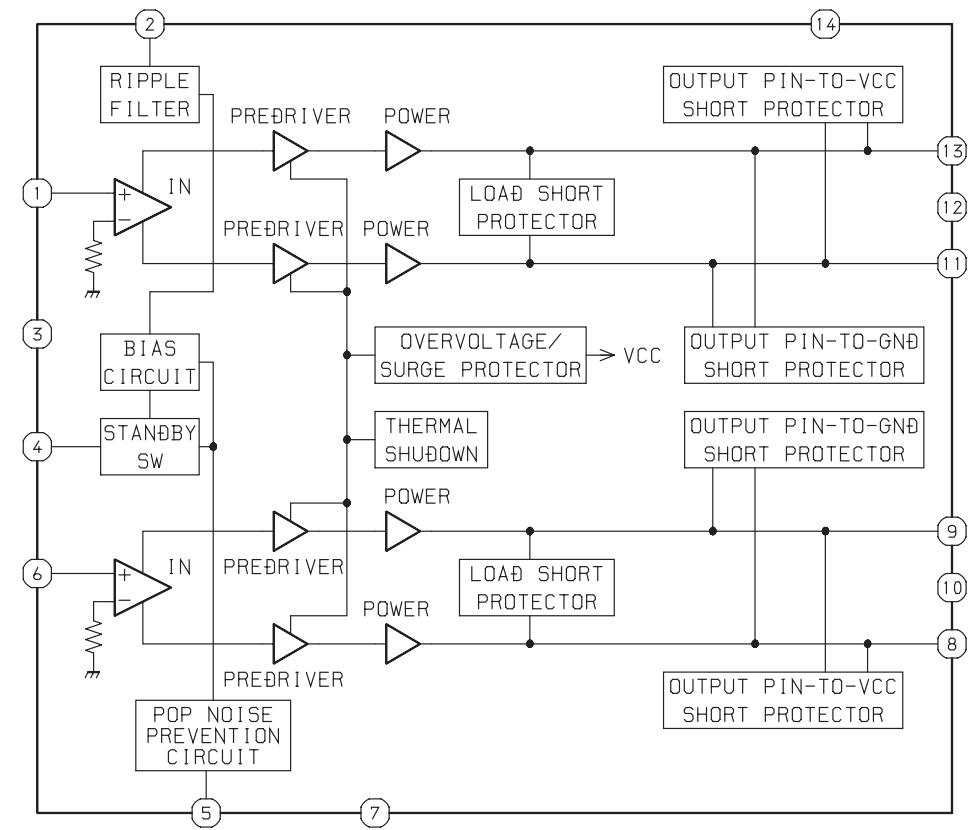 2
14
RIPPLE
FILTER
OUTPUT PIN-TO-VCC
SHORT PROTECTOR
PREDRIVER
POWER
13
1
+
−
IN
LOAD SHORT
PROTECTOR
12
PREDRIVER
POWER
11
3
BIAS
CIRCUIT
OVERVOLTAGE/
SURGE PROTECTOR
VCC
OUTPUT PIN-TO-GND
SHORT PROTECTOR
4
STANDBY
SW
THERMAL
SHUDOWN
OUTPUT PIN-TO-GND
SHORT PROTECTOR
POWER
9
6
+
−
IN
PREDRIVER
LOAD SHORT
PROTECTOR
10
POWER
8
PREDRIVER
OUTPUT PIN-TO-VCC
SHORT PROTECTOR
POP NOISE
PREVENTION
CIRCUIT
5
7